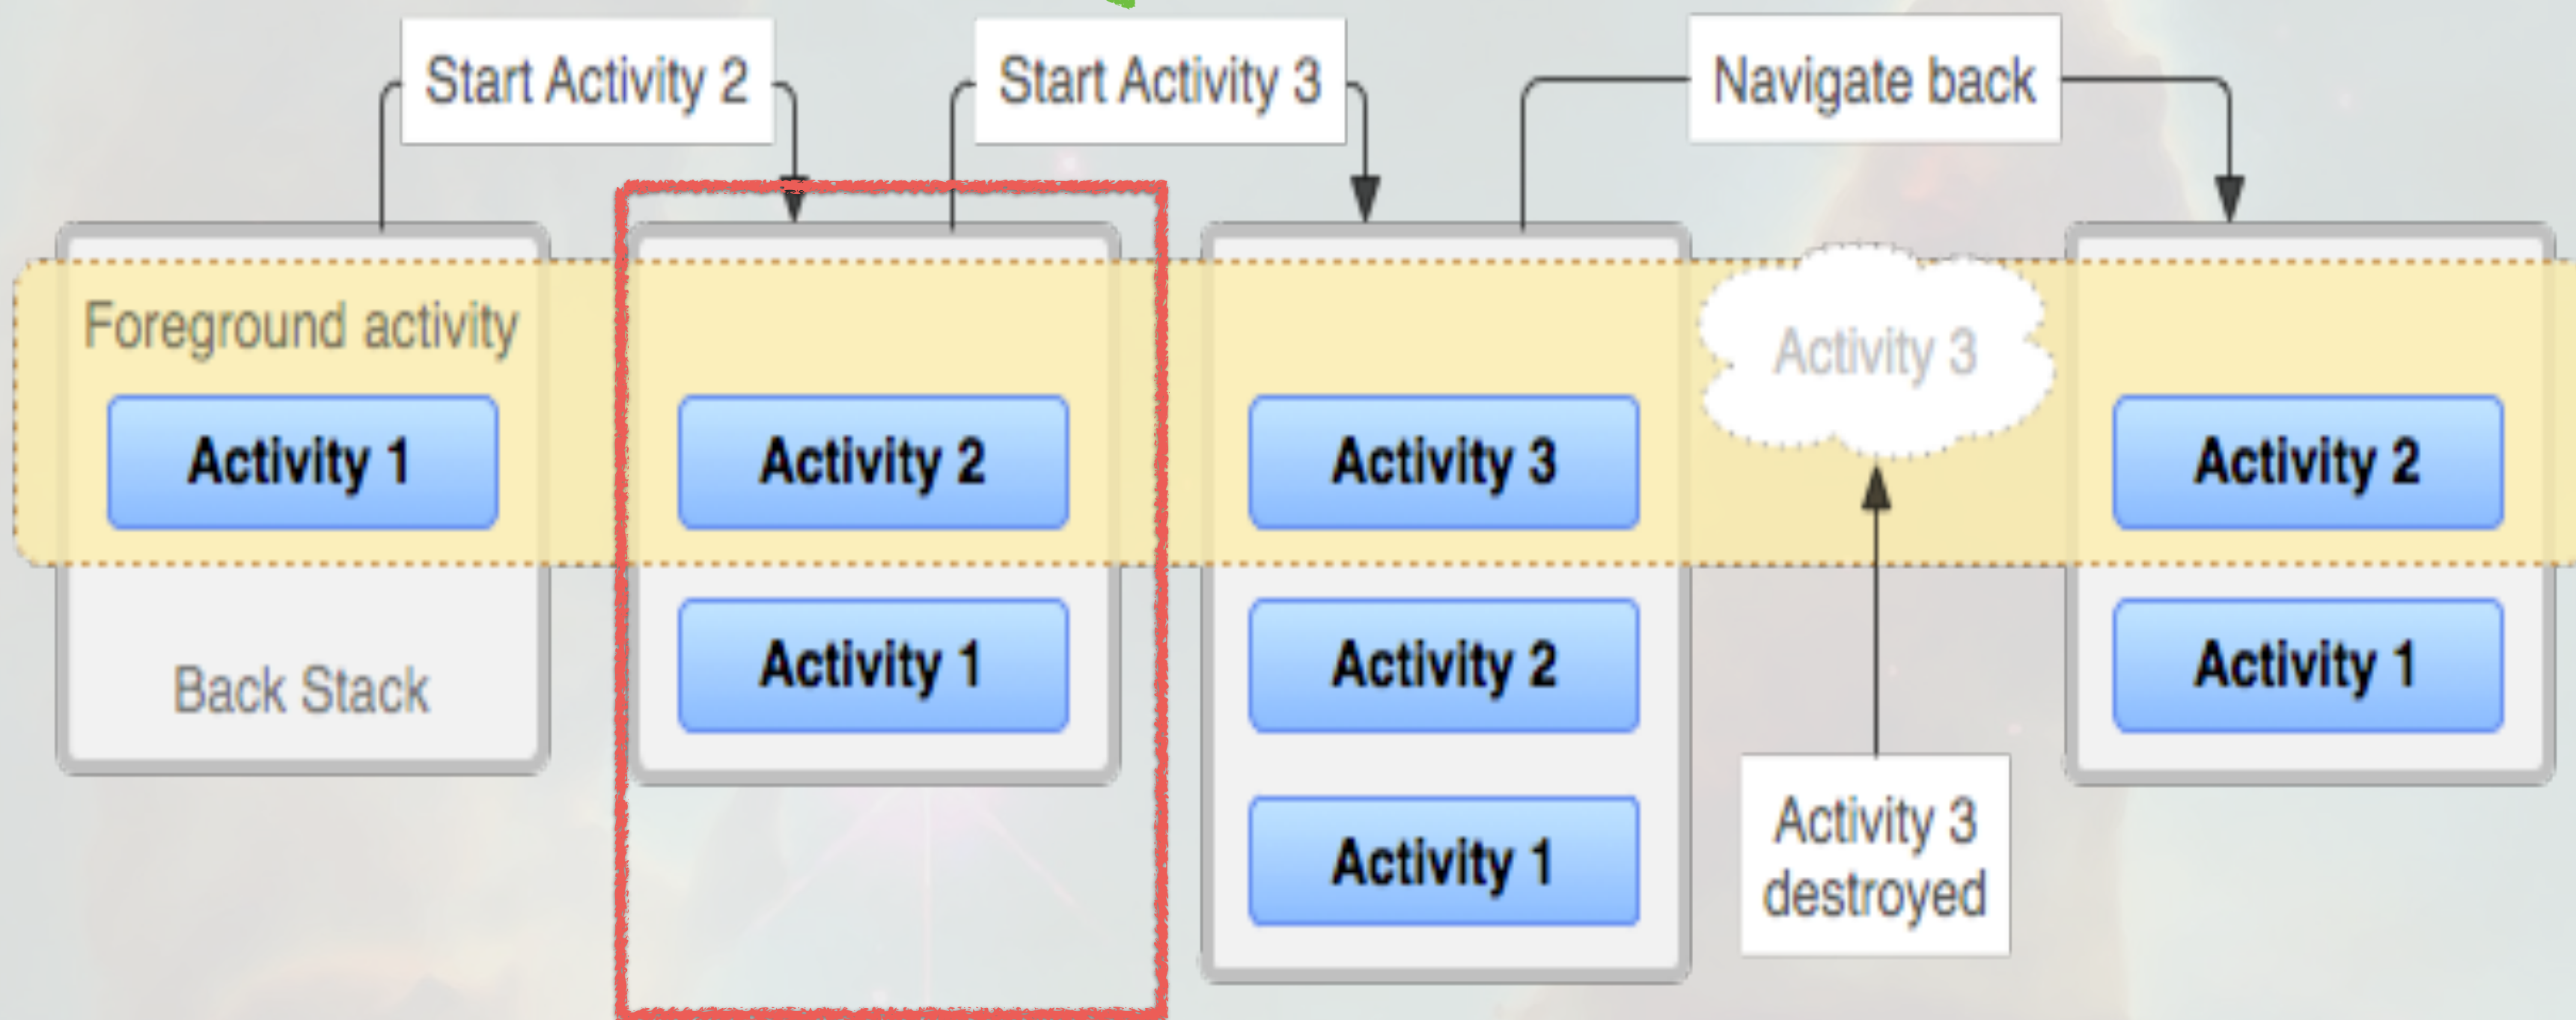 Start Activity 2
Start Activity 3
Navigate back
Foreground activity
Activity 1
Back Stack
Activity 2
Activity 1
Activity 3
Activity 2
Activity 1
Activity 3
Activity 3
destroyed
Activity 2
Activity 1